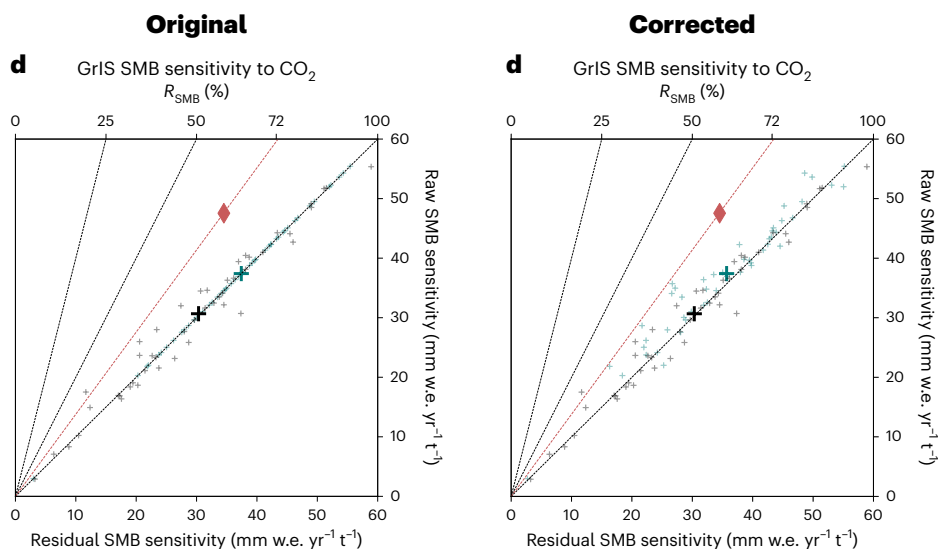 Original
d
GrIS SMB sensitivity to CO₂
R_SMB (%)
0 25 50 72 100
60
50
40
30
20
10
0
Raw SMB sensitivity (mm w.e. yr⁻¹ t⁻¹)
0 10 20 30 40 50 60
Residual SMB sensitivity (mm w.e. yr⁻¹ t⁻¹)
Corrected
d
GrIS SMB sensitivity to CO₂
R_SMB (%)
0 25 50 72 100
60
50
40
30
20
10
0
Raw SMB sensitivity (mm w.e. yr⁻¹ t⁻¹)
0 10 20 30 40 50 60
Residual SMB sensitivity (mm w.e. yr⁻¹ t⁻¹)